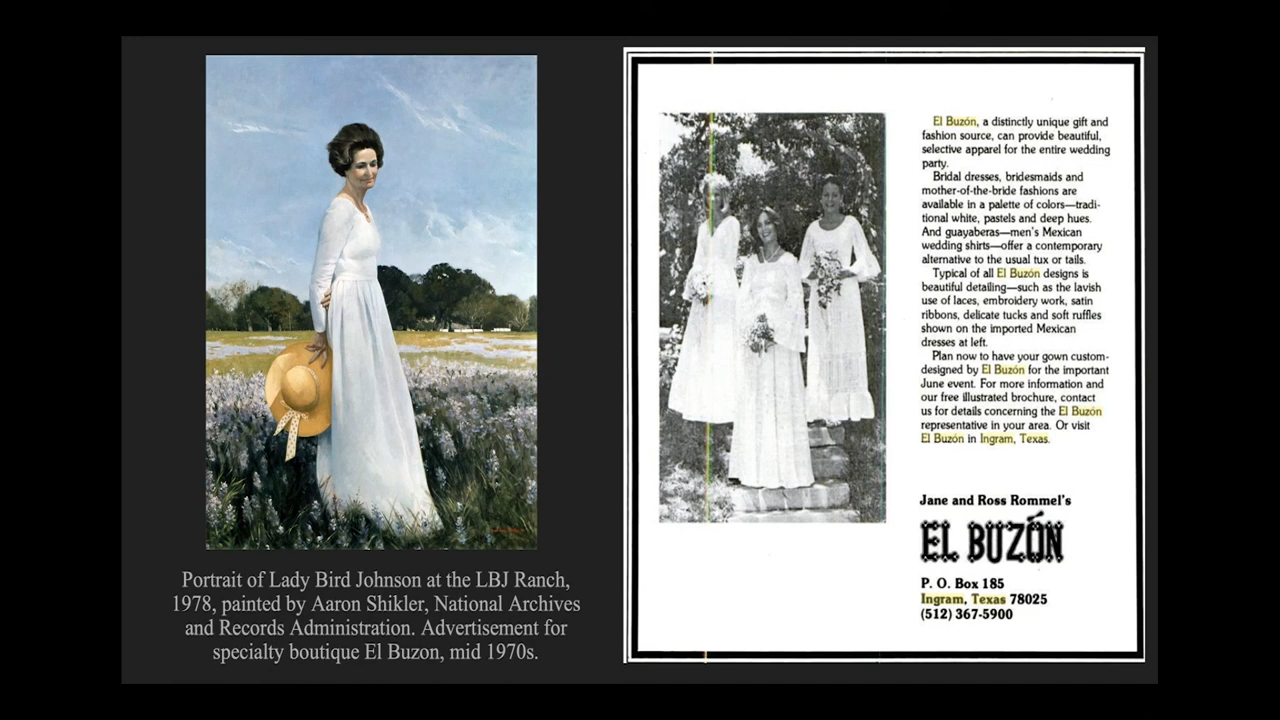 Portrait of Lady Bird Johnson at the LBJ Ranch,
1978, painted by Aaron Shikler, National Archives
and Records Administration. Advertisement for
specialty boutique El Buzon, mid 1970s.
El Buzón, a distinctly unique gift and
fashion source, can provide beautiful,
selective apparel for the entire wedding
party.
Bridal dresses, bridesmaids and
mother-of-the-bride fashions are
available in a palette of colors—tradi-
tional white, pastels and deep hues.
And guayaberas—men's Mexican
wedding shirts—offer a contemporary
alternative to the usual tux or tails.
Typical of all El Buzón designs is
beautiful detailing—such as the lavish
use of laces, embroidery work, satin
ribbons, delicate tucks and soft ruffles
shown on the imported Mexican
dresses at left.
Plan now to have your gown custom-
designed by El Buzón for the important
June event. For more information and
our free illustrated brochure, contact
us for details concerning the El Buzón
representative in your area. Or visit
El Buzón in Ingram, Texas.
Jane and Ross Rommel's
EL BUZÓN
P. O. Box 185
Ingram, Texas 78025
(512) 367-5900